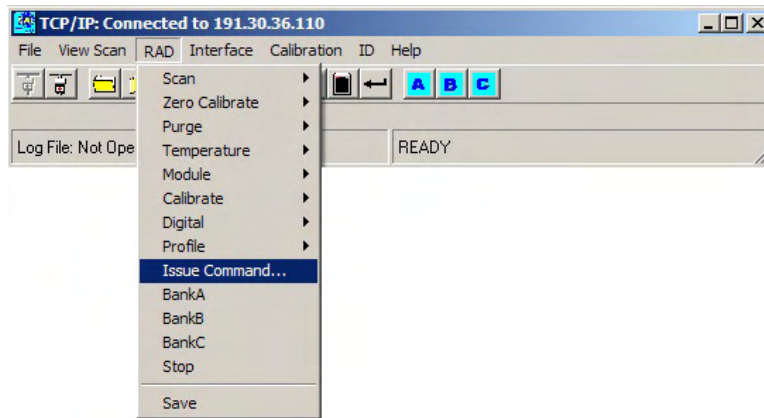 TCP/IP: Connected to 191.30.36.110
File View Scan RAD Interface Calibration ID Help
A B C
Log File: Not Ope
READY
Scan
Zero Calibrate
Purge
Temperature
Module
Calibrate
Digital
Profile
Issue Command...
BankA
BankB
BankC
Stop
Save